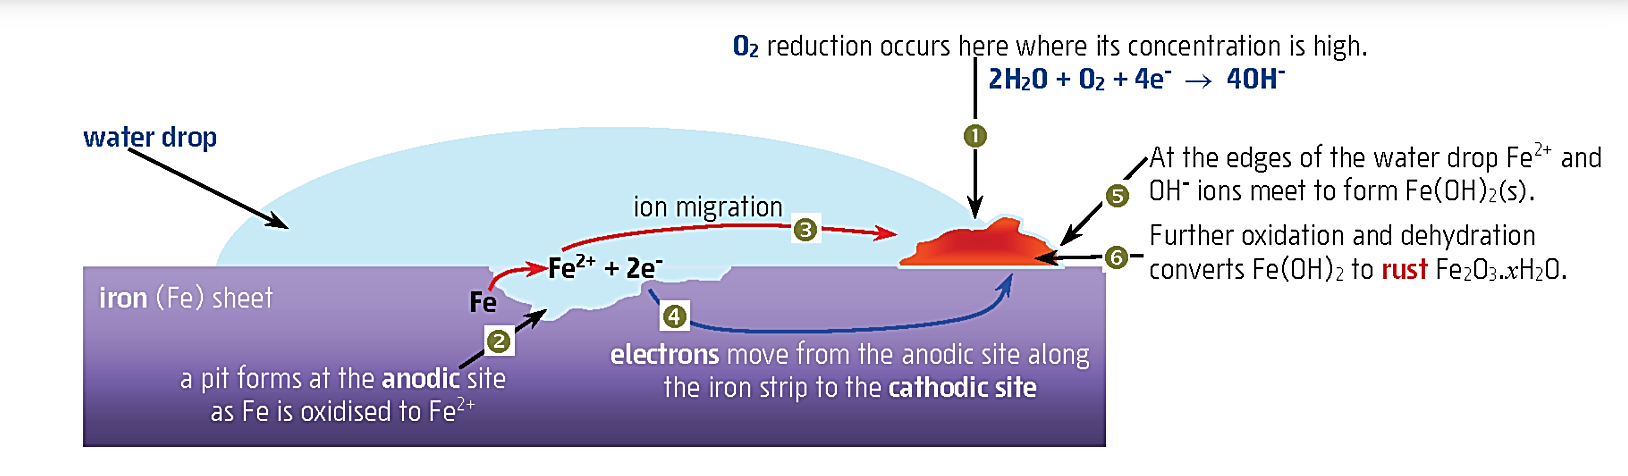 O₂ reduction occurs here where its concentration is high.
2H₂O + O₂ + 4e⁻ → 4OH⁻
water drop
1
At the edges of the water drop Fe²⁺ and
5 OH⁻ ions meet to form Fe(OH)₂(s).
ion migration
3
Further oxidation and dehydration
6 converts Fe(OH)₂ to rust Fe₂O₃.xH₂O.
Fe²⁺ + 2e⁻
iron (Fe) sheet
Fe
4
2
electrons move from the anodic site along
the iron strip to the cathodic site
a pit forms at the anodic site
as Fe is oxidised to Fe²⁺